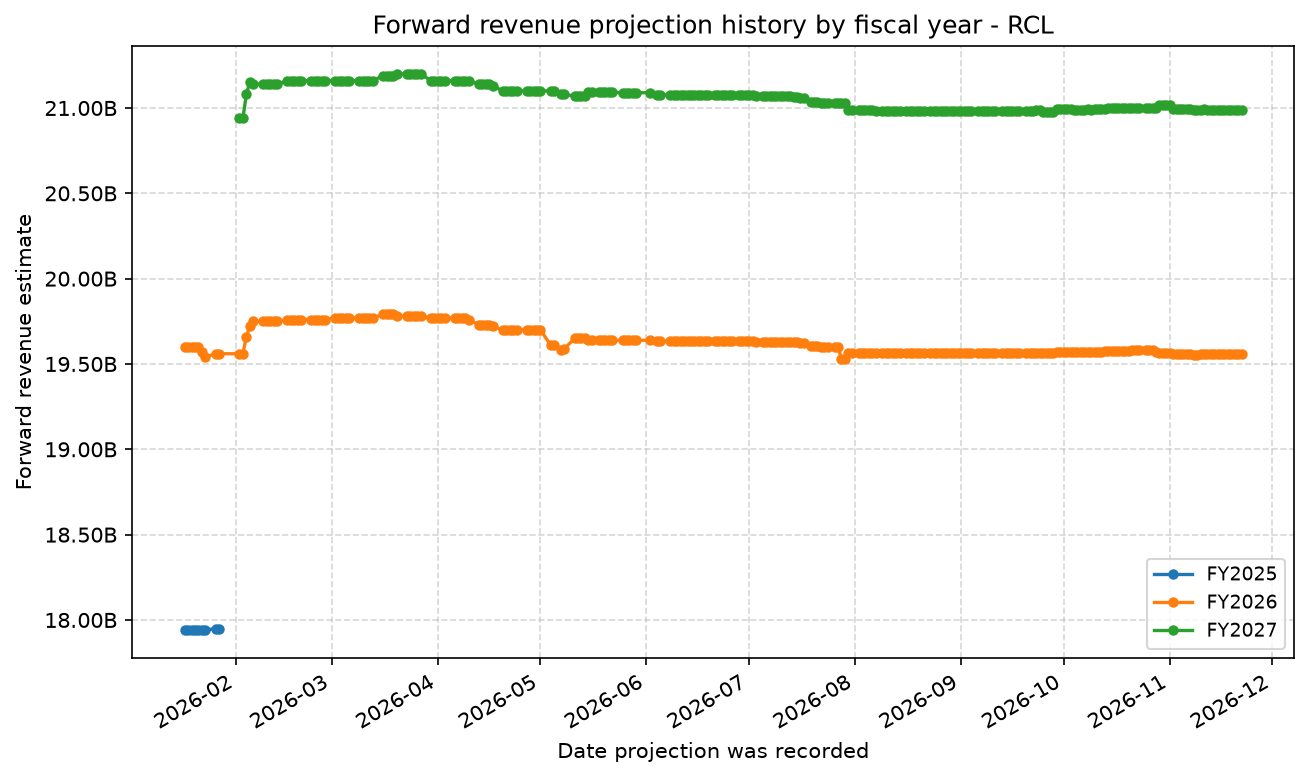 Forward revenue projection history by fiscal year - RCL
Forward revenue estimate
21.00B
20.50B
20.00B
19.50B
19.00B
18.50B
18.00B
FY2025
FY2026
FY2027
2026-02
2026-03
2026-04
2026-05
2026-06
2026-07
2026-08
2026-09
2026-10
2026-11
2026-12
Date projection was recorded